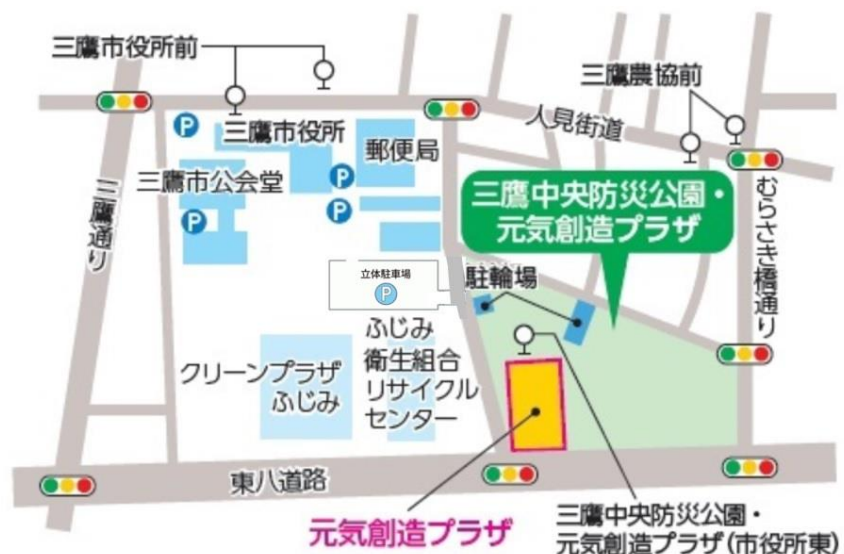 三鷹市役所前
三鷹農協前
人見街道
三鷹市役所
郵便局
三鷹市公会堂
P
P
P
P
三鷹通り
三鷹中央防災公園・
元気創造プラザ
むらさき橋通り
立体駐車場
P
駐輪場
ふじみ
衛生組合
リサイクル
センター
クリーンプラザ
ふじみ
東八道路
元気創造プラザ
三鷹中央防災公園・
元気創造プラザ(市役所東)